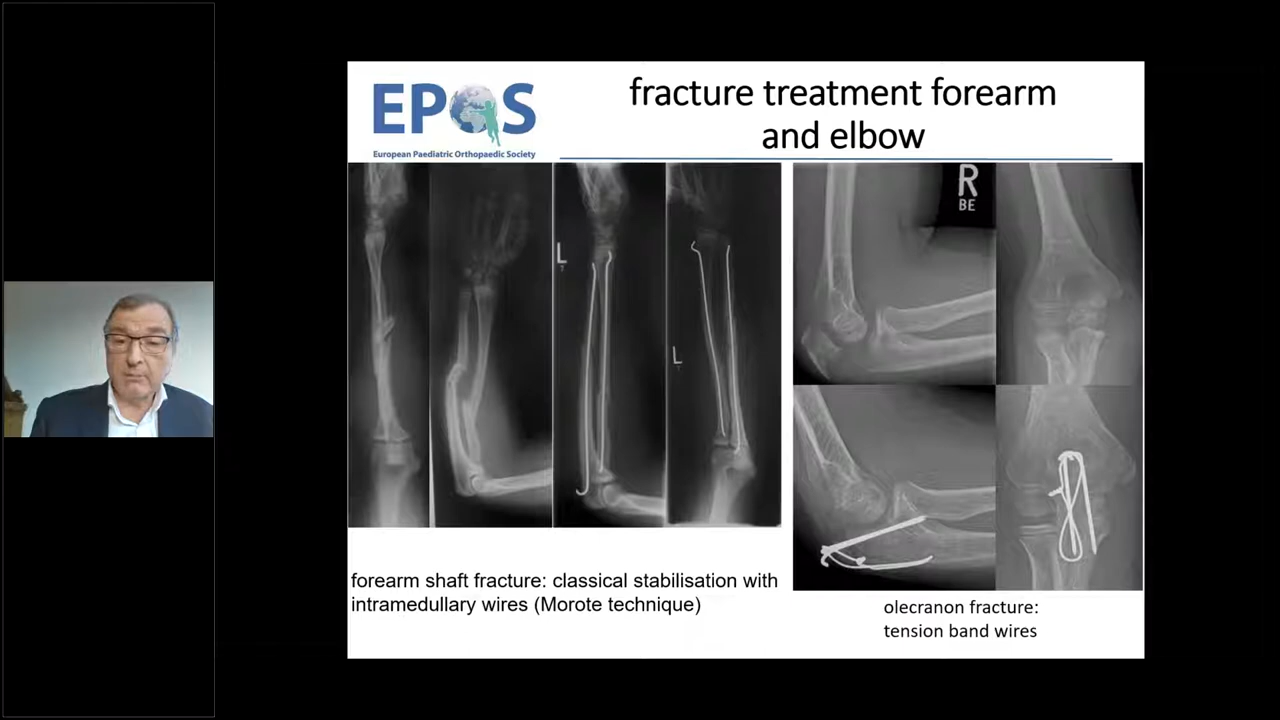 EPOS
European Paediatric Orthopaedic Society
fracture treatment forearm
and elbow
L
L
R
BE
forearm shaft fracture: classical stabilisation with
intramedullary wires (Morote technique)
olecranon fracture:
tension band wires